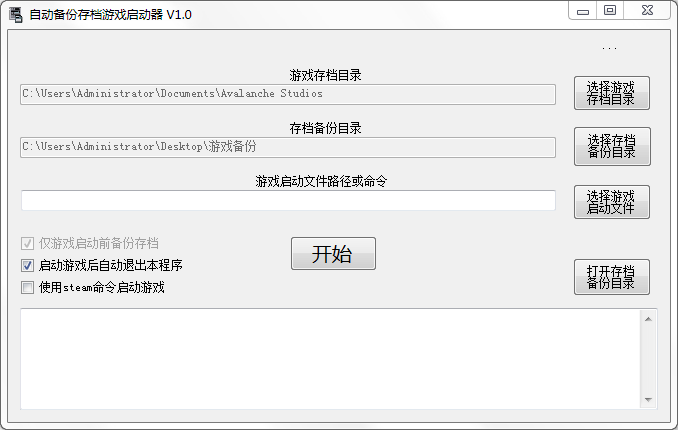 自动备份存档游戏启动器 V1.0
...
游戏存档目录
C:\Users\Administrator\Documents\Avalanche Studios
选择游戏
存档目录
存档备份目录
C:\Users\Administrator\Desktop\游戏备份
选择存档
备份目录
游戏启动文件路径或命令
选择游戏
启动文件
仅游戏启动前备份存档
启动游戏后自动退出本程序
使用steam命令启动游戏
开始
打开存档
备份目录